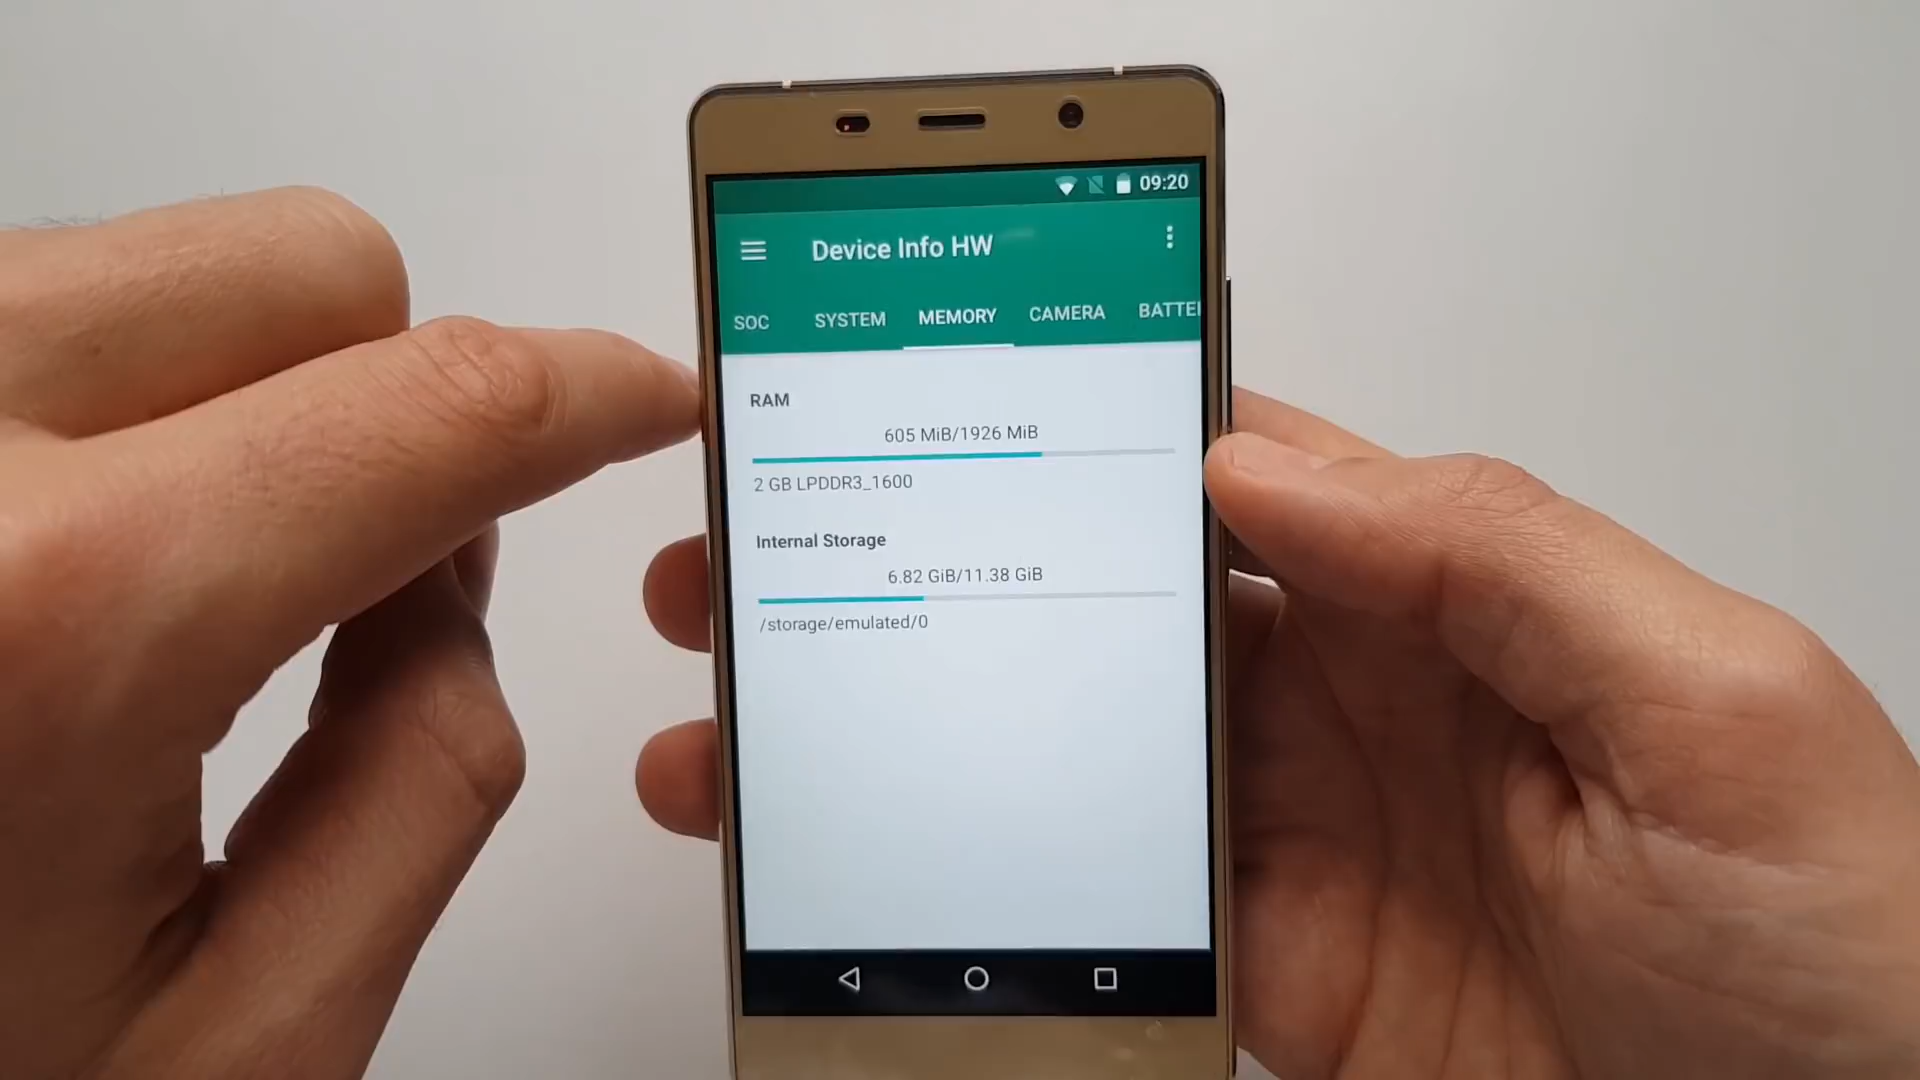 09:20
Device Info HW
SOC SYSTEM MEMORY CAMERA BATTE
RAM
605 MiB/1926 MiB
2 GB LPDDR3_1600
Internal Storage
6.82 GiB/11.38 GiB
/storage/emulated/0